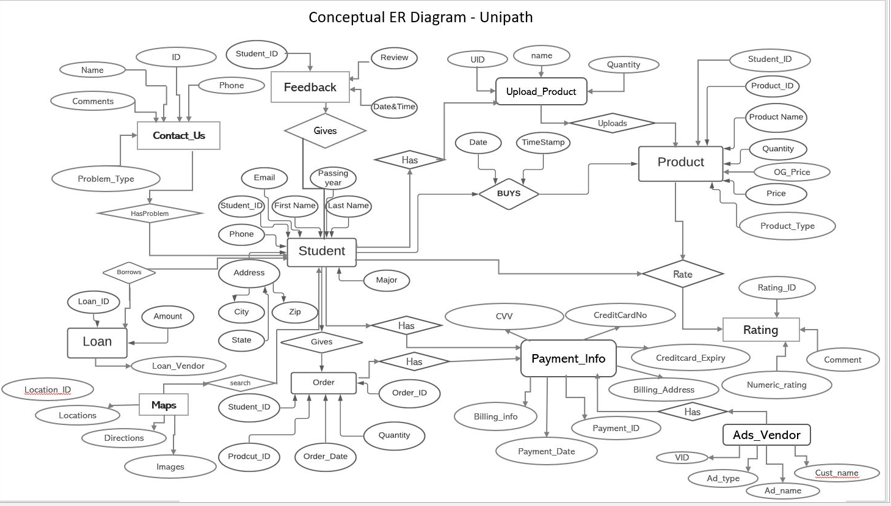 Conceptual ER Diagram - Unipath
Student_ID
Review
Feedback
Date&Time
Gives
ID
Name
Phone
Comments
Contact_Us
Problem_Type
HasProblem
UID
name
Quantity
Upload_Product
Uploads
Has
Date
TimeStamp
BUYS
Student_ID
Product_ID
Product Name
Product
Quantity
OG_Price
Price
Product_Type
Email
Passing
year
Student_ID
First Name
Last Name
Phone
Student
Address
City
Zip
State
Major
Borrows
Loan_ID
Amount
Loan
Loan_Vendor
Rate
Rating_ID
Rating
Comment
Numeric_rating
Gives
Has
Has
Order
Student_ID
Order_ID
Prodcut_ID
Order_Date
Quantity
CVV
CreditCardNo
Payment_Info
Creditcard_Expiry
Billing_Address
Billing_info
Payment_ID
Payment_Date
search
Location_ID
Maps
Locations
Directions
Images
Has
Ads_Vendor
VID
Ad_type
Ad_name
Cust_name